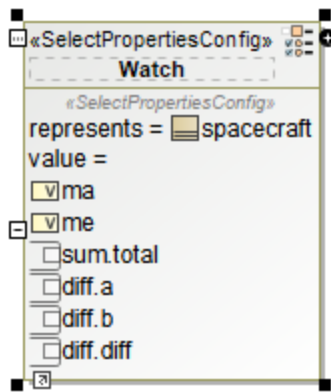 «SelectPropertiesConfig»
Watch
«SelectPropertiesConfig»
represents = spacecraft
value =
V ma
V me
sum.total
diff.a
diff.b
diff.diff